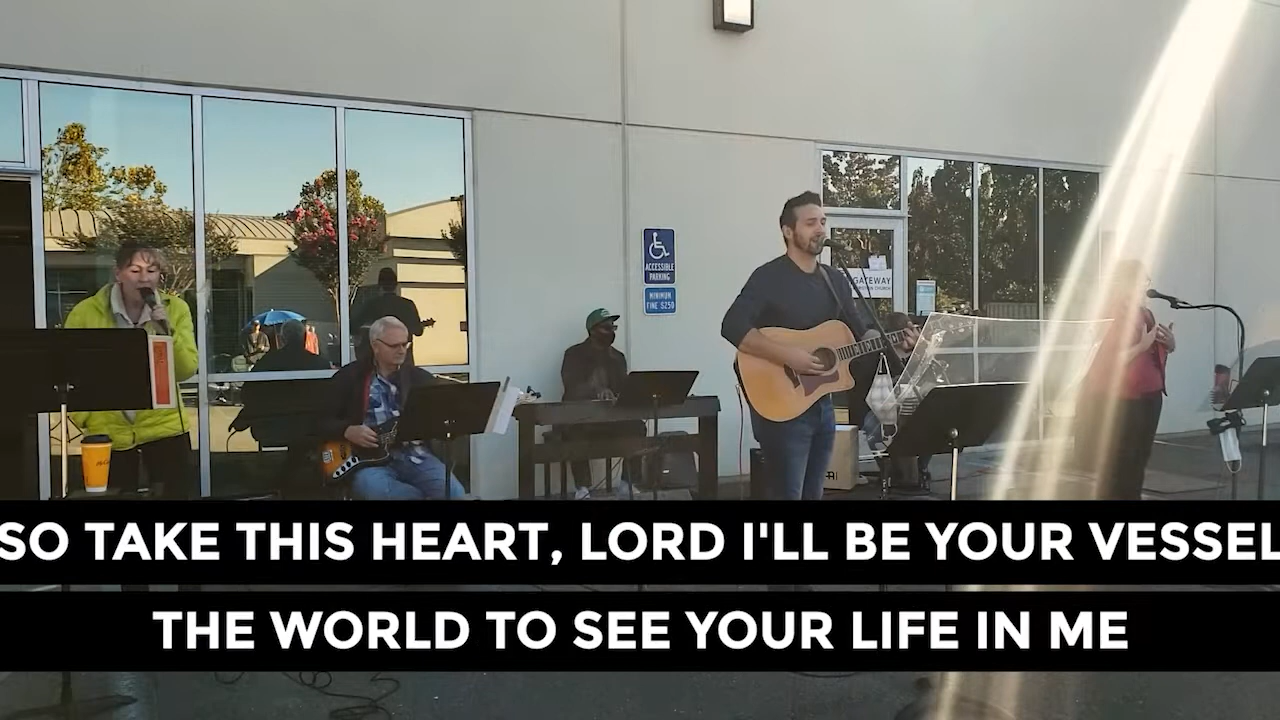 ACCESSIBLE
PARKING
MINIMUM
FINE $250
GATEWAY
SO TAKE THIS HEART, LORD I'LL BE YOUR VESSEL
THE WORLD TO SEE YOUR LIFE IN ME